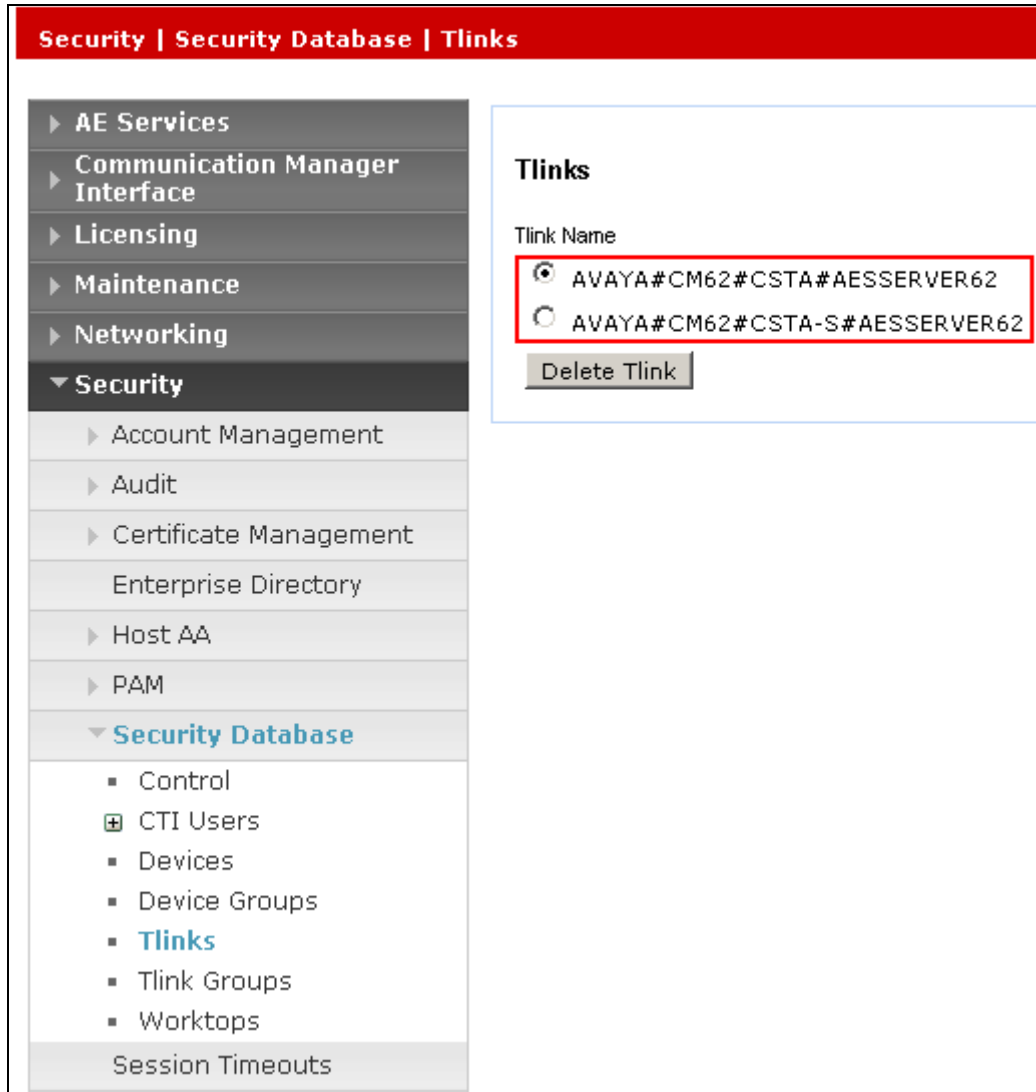 Security | Security Database | Tlinks
AE Services
Communication Manager
Interface
Licensing
Maintenance
Networking
Security
Account Management
Audit
Certificate Management
Enterprise Directory
Host AA
PAM
Security Database
Control
CTI Users
Devices
Device Groups
Tlinks
Tlink Groups
Worktops
Session Timeouts
Tlinks
Tlink Name
AVAYA#CM62#CSTA#AESSERVER62
AVAYA#CM62#CSTA-S#AESSERVER62
Delete Tlink